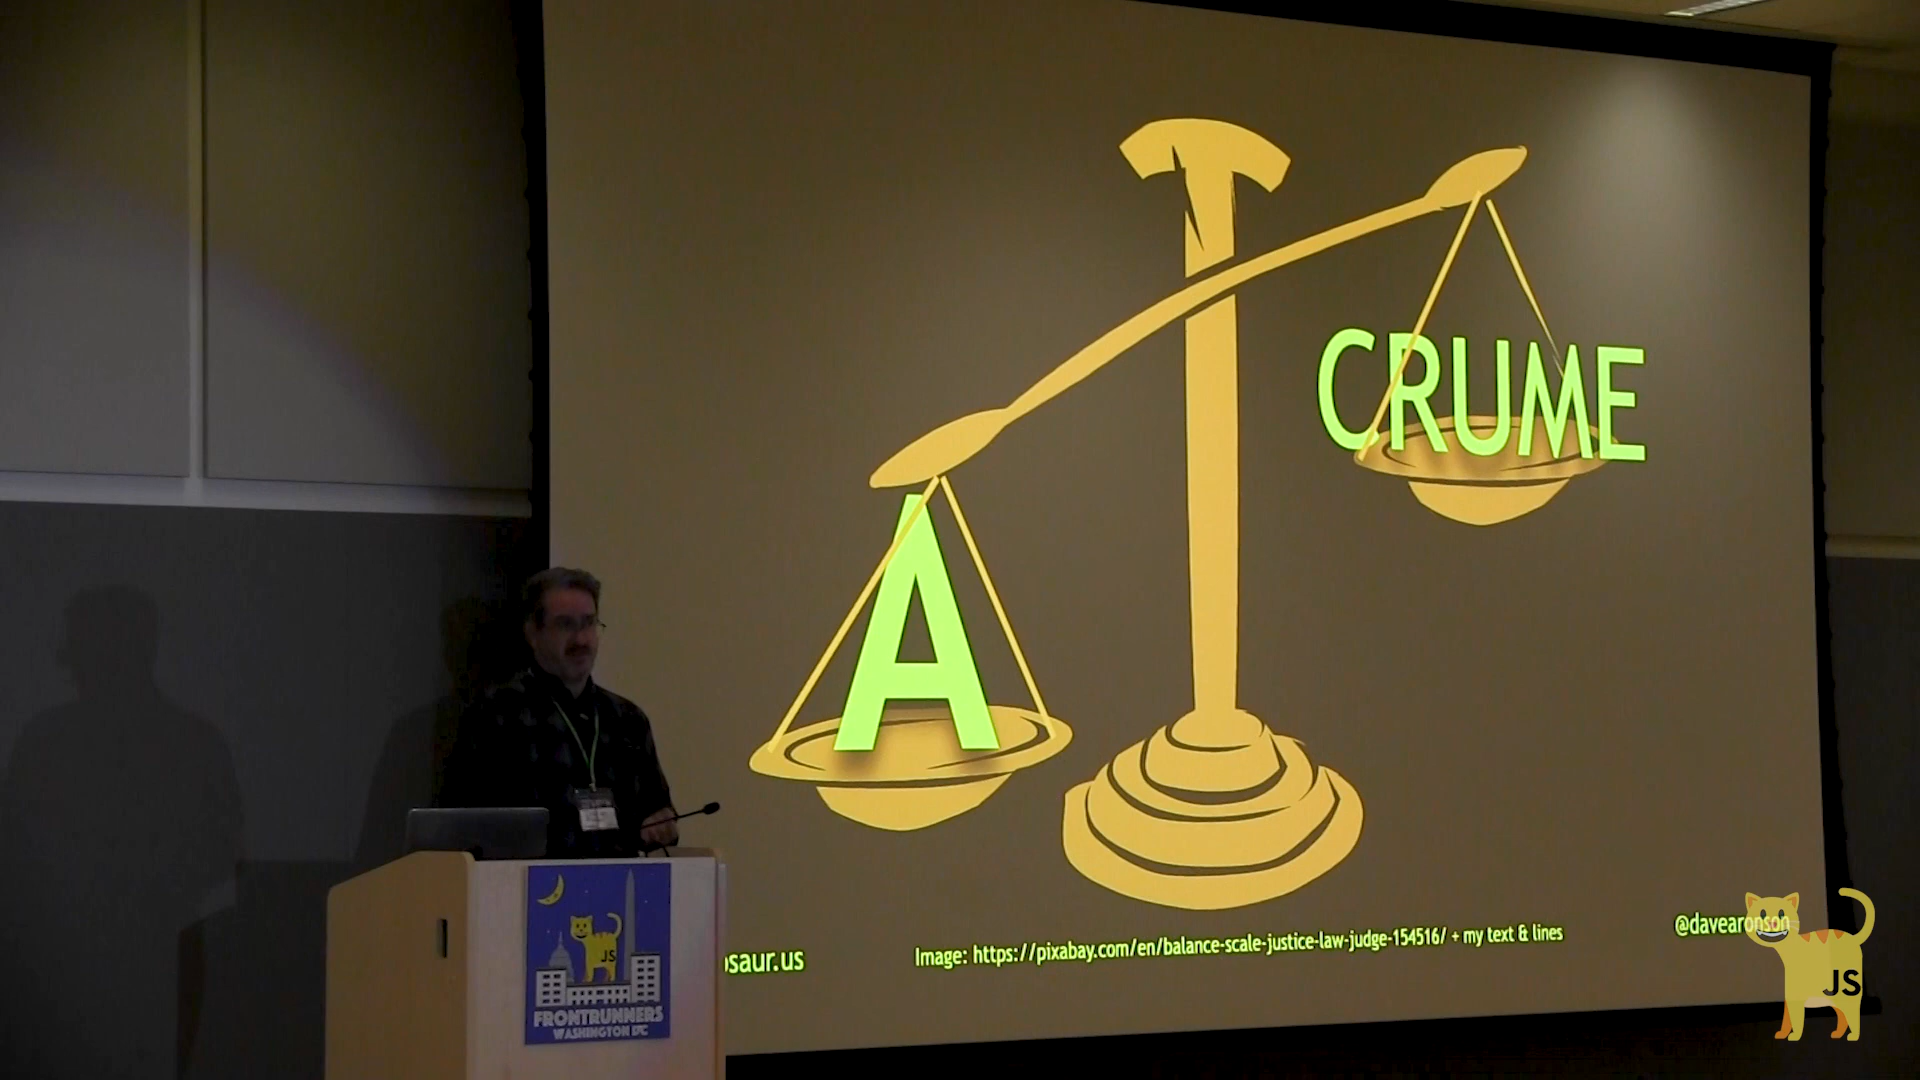 CRUME
A
osaur.us
Image: https://pixabay.com/en/balance-scale-justice-law-judge-154516/ + my text & lines
@davearonson
JS
JS
FRONTRUNNERS
WASHINGTON DC